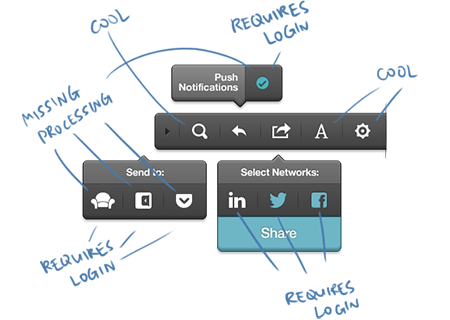 COOL
REQUIRES
LOGIN
Push
Notifications
COOL
MISSING
PROCESSING
A
Send to:
Select Networks:
in
f
Share
REQUIRES
LOGIN
REQUIRES
LOGIN